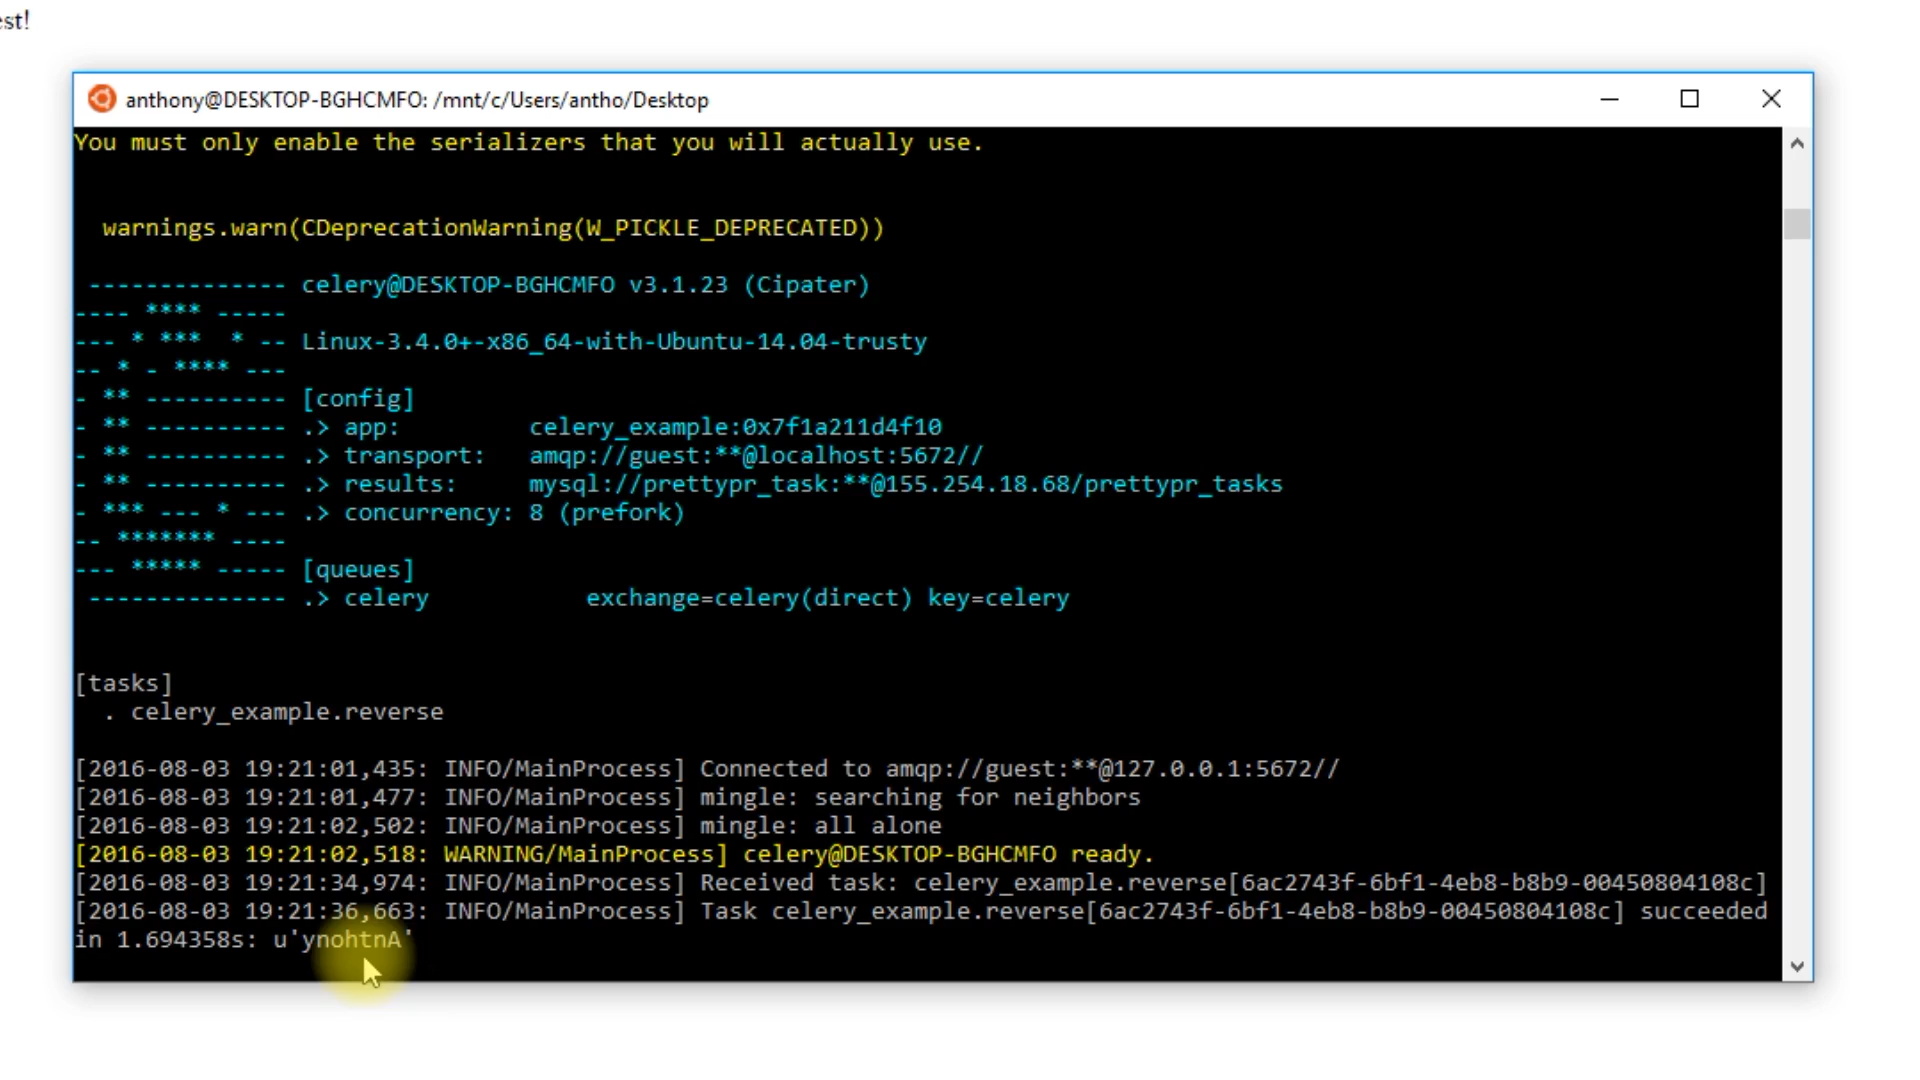 est!
anthony@DESKTOP-BGHCMFO: /mnt/c/Users/antho/Desktop
You must only enable the serializers that you will actually use.
warnings.warn(CDeprecationWarning(W_PICKLE_DEPRECATED))
-------------- celery@DESKTOP-BGHCMFO v3.1.23 (Cipater)
---- **** -----
--- * ***  * -- Linux-3.4.0+-x86_64-with-Ubuntu-14.04-trusty
-- * - **** ---
- ** ---------- [config]
- ** ---------- .> app:         celery_example:0x7f1a211d4f10
- ** ---------- .> transport:   amqp://guest:**@localhost:5672//
- ** ---------- .> results:     mysql://prettypr_task:**@155.254.18.68/prettypr_tasks
- *** --- * --- .> concurrency: 8 (prefork)
-- ******* ----
--- ***** ----- [queues]
-------------- .> celery           exchange=celery(direct) key=celery
[tasks]
. celery_example.reverse
[2016-08-03 19:21:01,435: INFO/MainProcess] Connected to amqp://guest:**@127.0.0.1:5672//
[2016-08-03 19:21:01,477: INFO/MainProcess] mingle: searching for neighbors
[2016-08-03 19:21:02,502: INFO/MainProcess] mingle: all alone
[2016-08-03 19:21:02,518: WARNING/MainProcess] celery@DESKTOP-BGHCMFO ready.
[2016-08-03 19:21:34,974: INFO/MainProcess] Received task: celery_example.reverse[6ac2743f-6bf1-4eb8-b8b9-00450804108c]
[2016-08-03 19:21:36,663: INFO/MainProcess] Task celery_example.reverse[6ac2743f-6bf1-4eb8-b8b9-00450804108c] succeeded
in 1.694358s: u'ynohtnA'